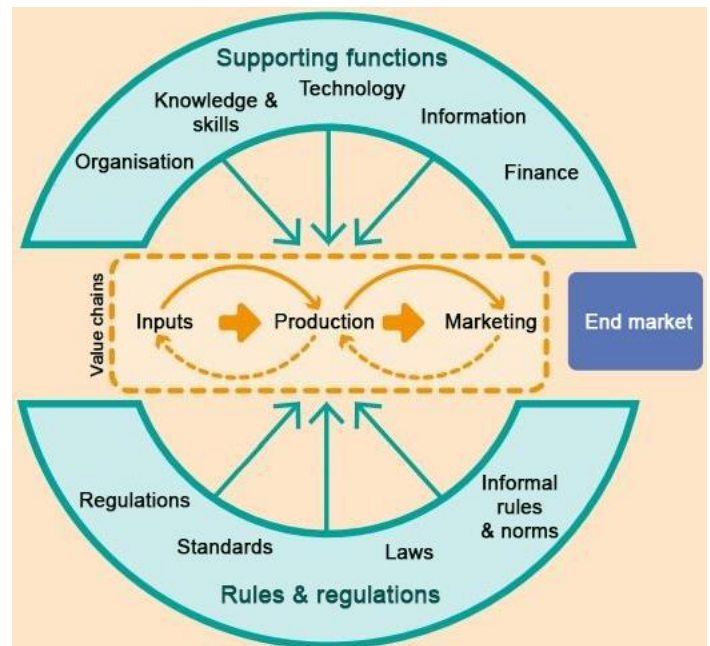 Supporting functions
Technology
Knowledge &
skills
Information
Organisation
Finance
Value chains
Inputs
Production
Marketing
End market
Regulations
Informal
rules
& norms
Standards
Laws
Rules & regulations